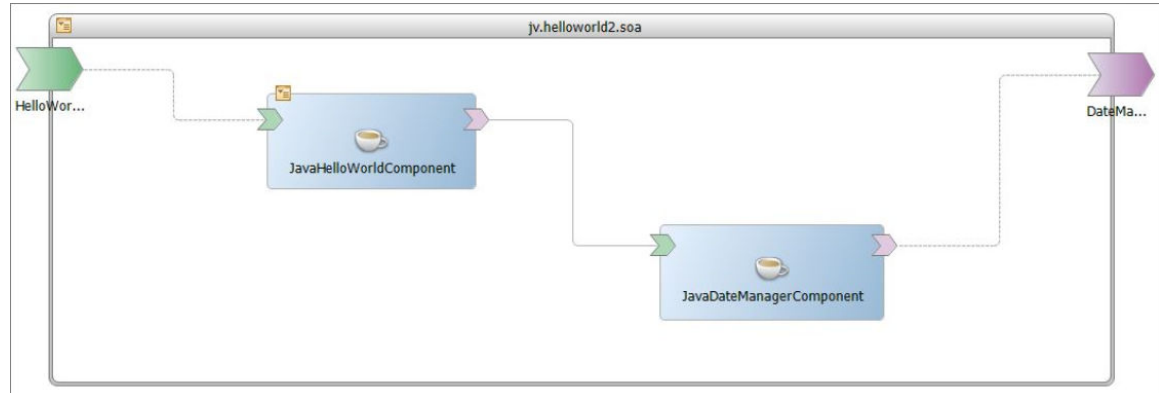 jv.helloworld2.soa
HelloWor...
DateMa...
JavaHelloWorldComponent
JavaDateManagerComponent